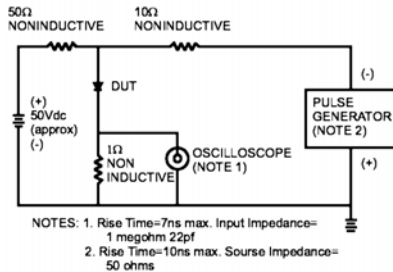 50Ω
NONINDUCTIVE
10Ω
NONINDUCTIVE
(+)
50Vdc
(approx)
(-)
DUT
1Ω
NON
INDUCTIVE
OSCILLOSCOPE
(NOTE 1)
(-)
PULSE
GENERATOR
(NOTE 2)
(+)
NOTES: 1. Rise Time=7ns max. Input Impedance=
1 megohm 22pf
2. Rise Time=10ns max. Sourse Impedance=
50 ohms